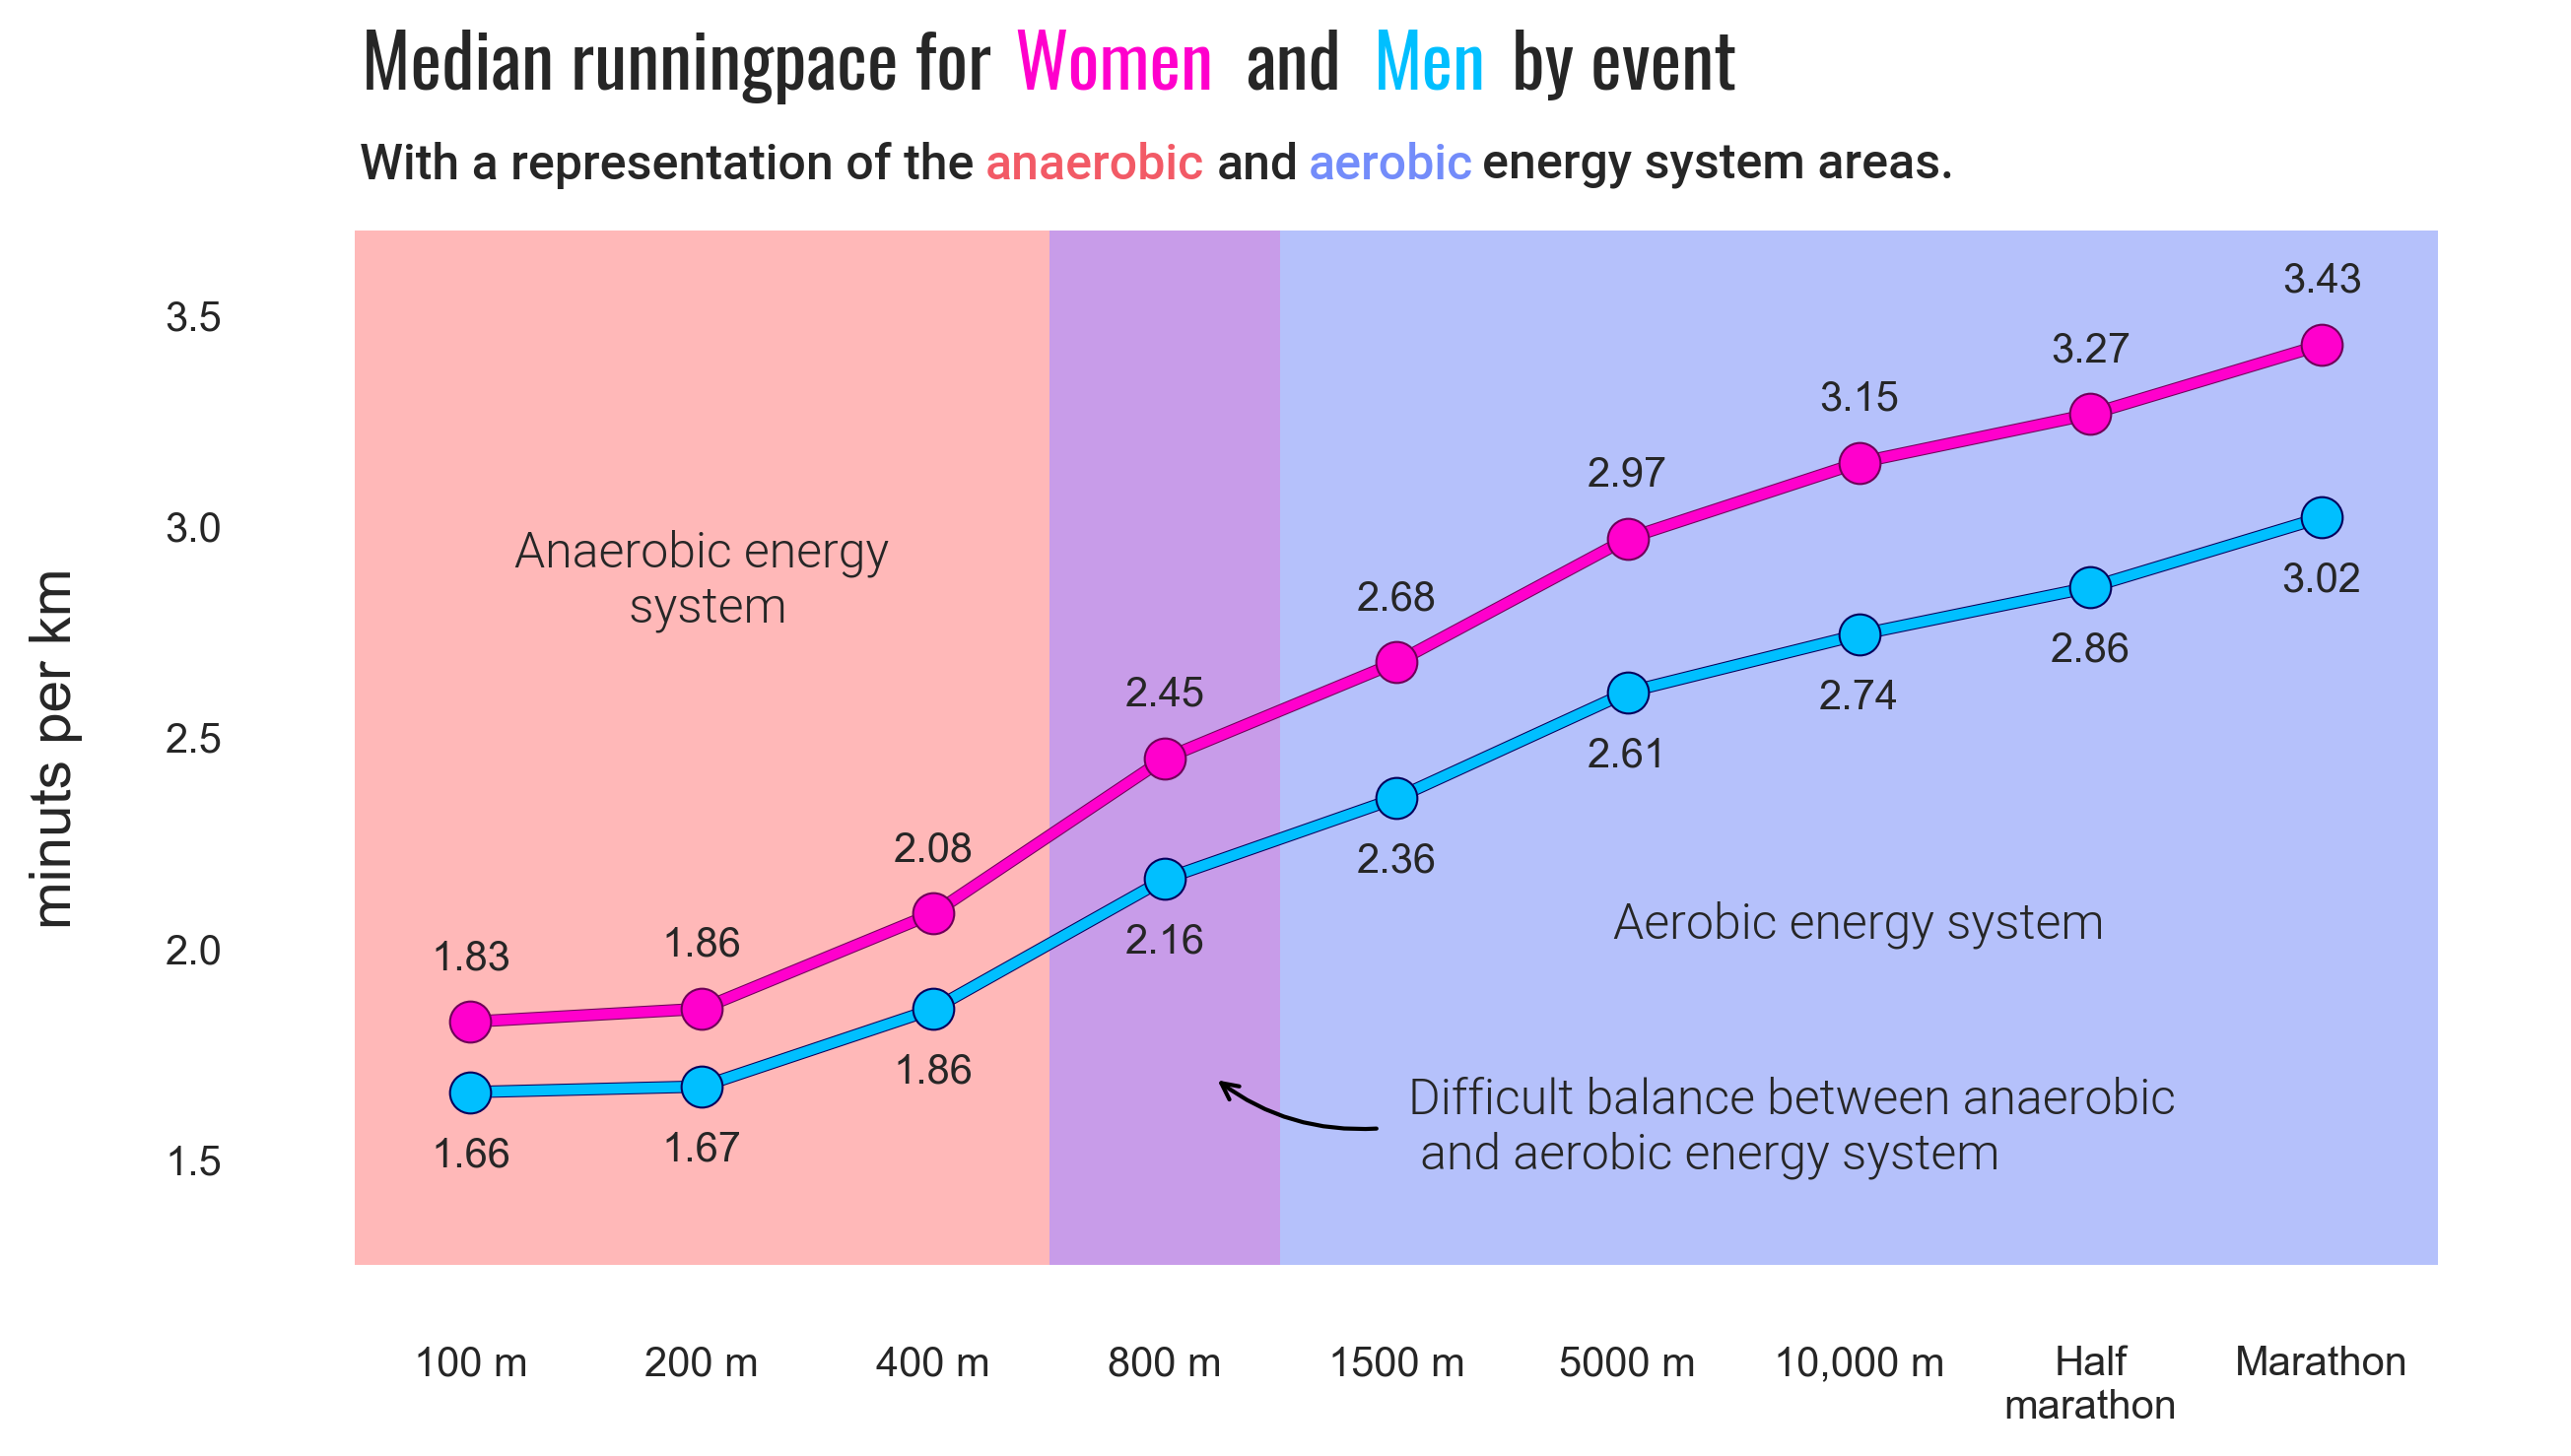 Median runningpace for Women and Men by event
With a representation of the anaerobic and aerobic energy system areas.
minuts per km
3.5
3.0
2.5
2.0
1.5
Anaerobic energy
system
Aerobic energy system
Difficult balance between anaerobic
and aerobic energy system
1.83
1.86
2.08
2.45
2.68
2.97
3.15
3.27
3.43
1.66
1.67
1.86
2.16
2.36
2.61
2.74
2.86
3.02
100 m
200 m
400 m
800 m
1500 m
5000 m
10,000 m
Half
marathon
Marathon